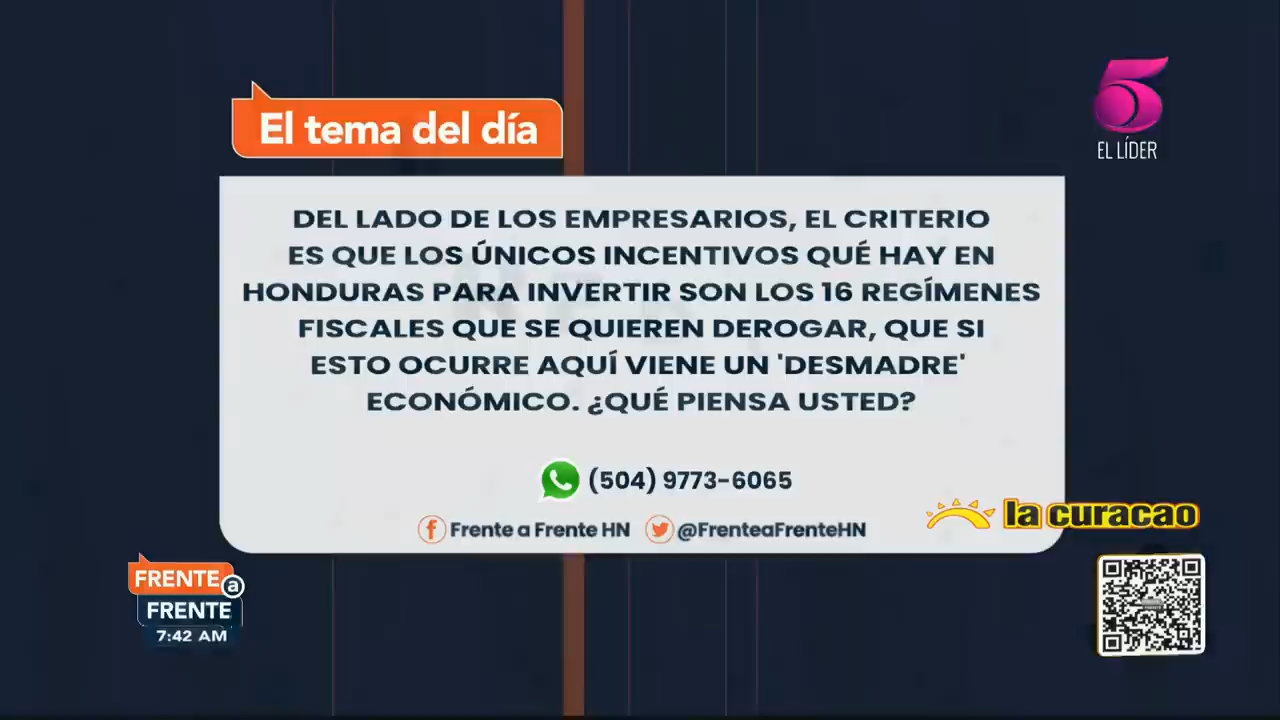 El tema del día
5
EL LÍDER
DEL LADO DE LOS EMPRESARIOS, EL CRITERIO
ES QUE LOS ÚNICOS INCENTIVOS QUÉ HAY EN
HONDURAS PARA INVERTIR SON LOS 16 REGÍMENES
FISCALES QUE SE QUIEREN DEROGAR, QUE SI
ESTO OCURRE AQUÍ VIENE UN 'DESMADRE'
ECONÓMICO. ¿QUÉ PIENSA USTED?
(504) 9773-6065
Frente a Frente HN @FrenteaFrenteHN
la curacao
FRENTE a
FRENTE
7:42 AM